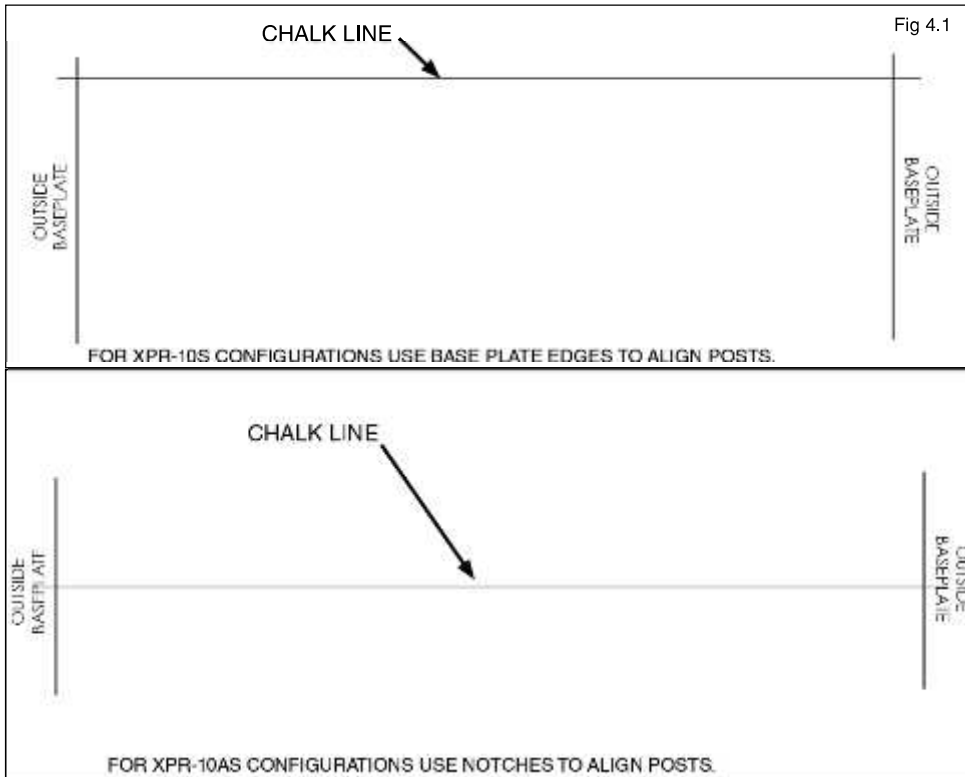 Fig 4.1
CHALK LINE
OUTSIDE
BASEPLATE
OUTSIDE
BASEPLATE
FOR XPR-10S CONFIGURATIONS USE BASE PLATE EDGES TO ALIGN POSTS.
CHALK LINE
OUTSIDE
BASEPLATE
OUTSIDE
BASEPLATE
FOR XPR-10AS CONFIGURATIONS USE NOTCHES TO ALIGN POSTS.